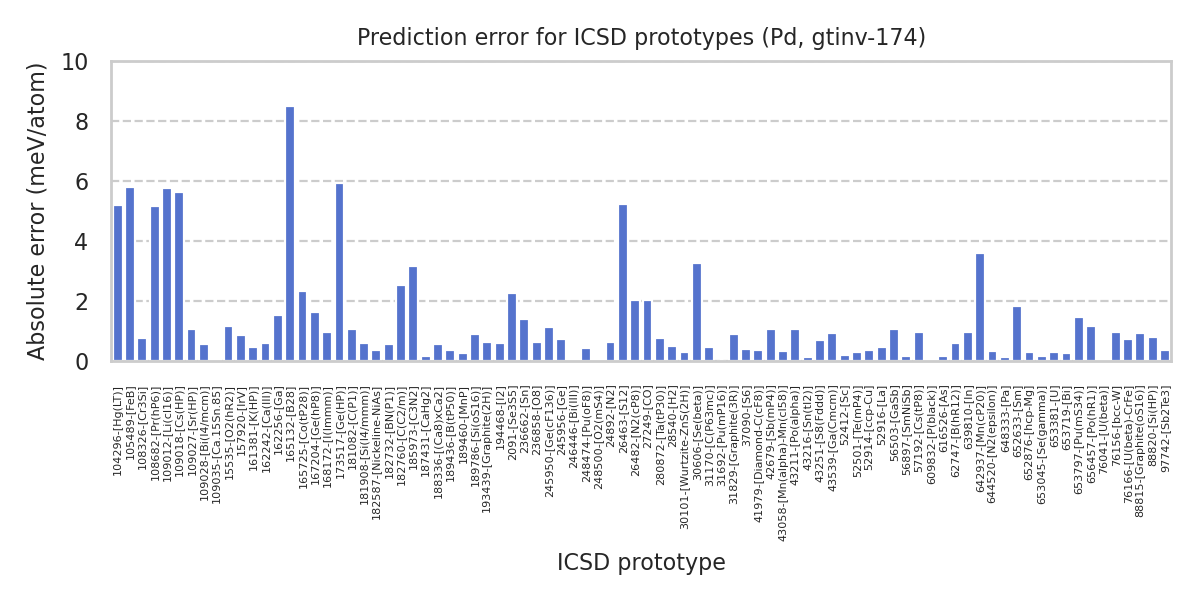 Prediction error for ICSD prototypes (Pd, gtinv-174)
Absolute error (meV/atom)
10
8
6
4
2
0
104296-[Hg(LT)]
105489-[FeB]
108326-[Cr3Si]
108682-[Pr(hP6)]
109012-[Li(cI16)]
109018-[Cs(HP)]
109027-[Sr(HP)]
109028-[Bi(I4/mcm)]
109035-[Ca.15Sn.85]
15535-[O2(hR2)]
157920-[IrV]
161381-[K(HP)]
162242-[Ca(III)]
162256-[Ga]
165132-[B28]
165725-[Co(tP28)]
167204-[Ge(hP8)]
168172-[I(Immm)]
173517-[Ge(HP)]
181082-[C(P1)]
181908-[Si(I4/mmm)]
182587-[Nickeline-NiAs]
182732-[BN(P1)]
182760-[C(C2/m)]
185973-[C3N2]
187431-[CaHg2]
188336-[(Ca8)xCa2]
189436-[B(tP50)]
189460-[MnP]
189786-[Si(oS16)]
193439-[Graphite(2H)]
194468-[I2]
2091-[Se3S5]
236662-[Sn]
236858-[O8]
245950-[Ge(cF136)]
245956-[Ge]
246446-[Bi(III)]
248474-[Pu(oF8)]
248500-[O2(mS4)]
24892-[N2]
26463-[S12]
26482-[N2(cP8)]
27249-[CO]
280872-[Ta(tP30)]
28540-[H2]
30101-[Wurtzite-ZnS(2H)]
30606-[Se(beta)]
31170-[C(P63mc)]
31692-[Pu(mP16)]
31829-[Graphite(3R)]
37090-[S6]
41979-[Diamond-C(cF8)]
42679-[Sb(mP4)]
43058-[Mn(alpha)-Mn(cI58)]
43211-[Po(alpha)]
43216-[Sn(tI2)]
43251-[S8(Fddd)]
43539-[Ga(Cmcm)]
52412-[Sc]
52501-[Te(mP4)]
52914-[ccp-Cu]
52916-[La]
56503-[GaSb]
56897-[SmNiSb]
57192-[Cs(tP8)]
609832-[P(black)]
616526-[As]
62747-[B(hR12)]
639810-[In]
642937-[Mn(cP20)]
644520-[N2(epsilon)]
648333-[Pa]
652633-[Sm]
652876-[hcp-Mg]
653045-[Se(gamma)]
653381-[U]
653719-[Bi]
653797-[Pu(mS34)]
656457-[Po(hR1)]
76041-[U(beta)]
76156-[bcc-W]
76166-[U(beta)-CrFe]
88815-[Graphite(oS16)]
88820-[Si(HP)]
97742-[Sb2Te3]
ICSD prototype